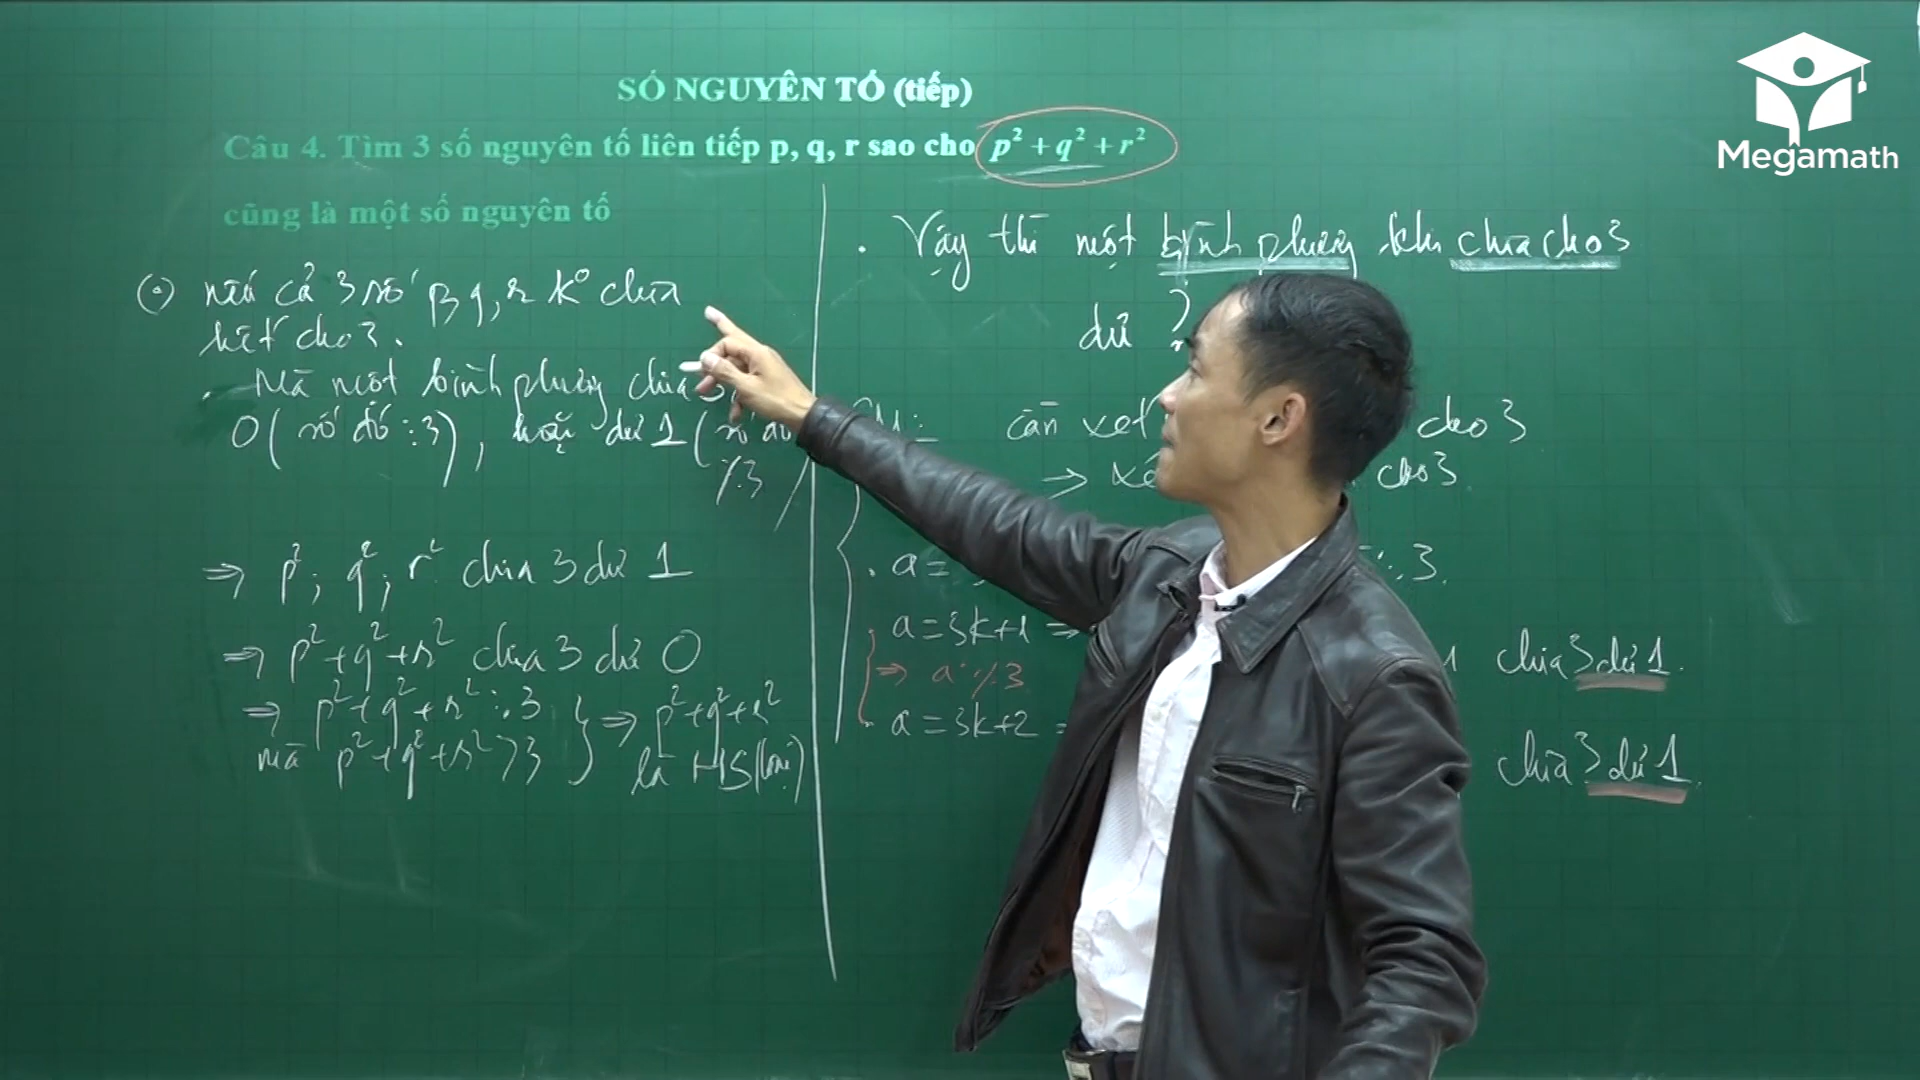 Megamath
SỐ NGUYÊN TỐ (tiếp)
Câu 4. Tìm 3 số nguyên tố liên tiếp p, q, r sao cho p² + q² + r²
cũng là một số nguyên tố
nếu cả 3 số p, q, r k° chia
hết cho 3.
. Mà một bình phương chia 3
0 (số đó ⋮ 3), hoặc dư 1 (số đó
⋮̸ 3)
⇒ p², q², r² chia 3 dư 1
⇒ p² + q² + r² chia 3 dư 0
⇒ p² + q² + r² ⋮ 3
mà p² + q² + r² > 3 } ⇒ p² + q² + r²
là HS (loại)
. Vậy thì một bình phương khi chia cho 3
dư ?
cần xét cho 3
→ xé cho 3.
. a = ⋮ 3.
a = 3k+1 ⇒ 1 chia 3 dư 1.
⇒ a ⋮̸ 3
. a = 3k+2 = chia 3 dư 1.